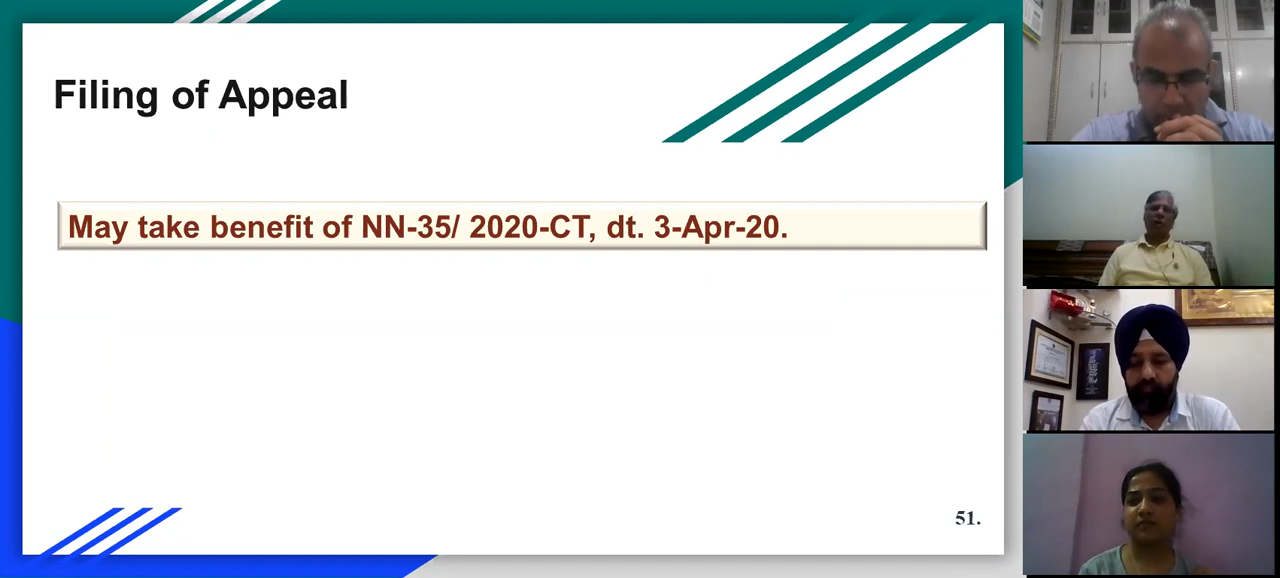 Filing of Appeal
May take benefit of NN-35/ 2020-CT, dt. 3-Apr-20.
51.